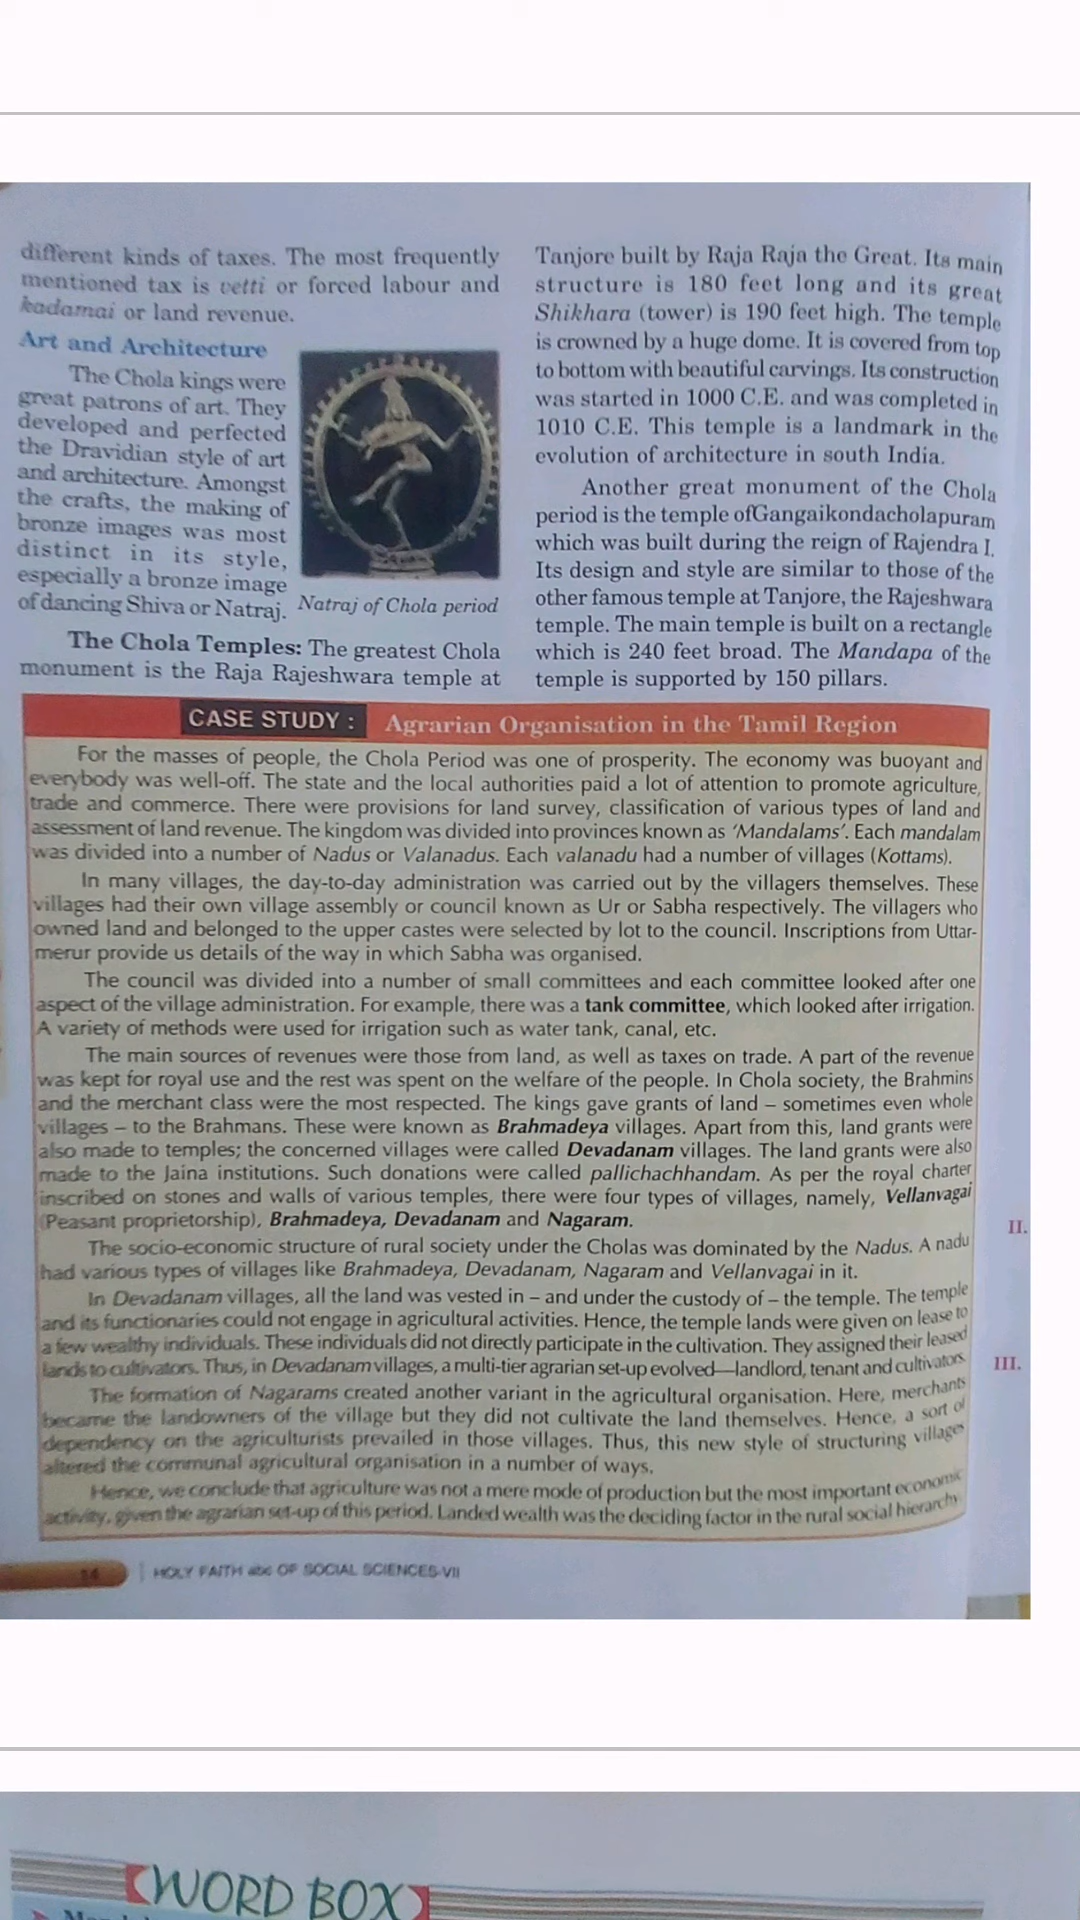 different kinds of taxes. The most frequently
mentioned tax is vetti or forced labour and
kadamai or land revenue.
Art and Architecture
The Chola kings were
great patrons of art. They
developed and perfected
the Dravidian style of art
and architecture. Amongst
the crafts, the making of
bronze images was most
distinct in its style,
especially a bronze image
of dancing Shiva or Natraj.
Natraj of Chola period
The Chola Temples: The greatest Chola
monument is the Raja Rajeshwara temple at
Tanjore built by Raja Raja the Great. Its main
structure is 180 feet long and its great
Shikhara (tower) is 190 feet high. The temple
is crowned by a huge dome. It is covered from top
to bottom with beautiful carvings. Its construction
was started in 1000 C.E. and was completed in
1010 C.E. This temple is a landmark in the
evolution of architecture in south India.
Another great monument of the Chola
period is the temple ofGangaikondacholapuram
which was built during the reign of Rajendra I.
Its design and style are similar to those of the
other famous temple at Tanjore, the Rajeshwara
temple. The main temple is built on a rectangle
which is 240 feet broad. The Mandapa of the
temple is supported by 150 pillars.
CASE STUDY : Agrarian Organisation in the Tamil Region
For the masses of people, the Chola Period was one of prosperity. The economy was buoyant and
everybody was well-off. The state and the local authorities paid a lot of attention to promote agriculture,
trade and commerce. There were provisions for land survey, classification of various types of land and
assessment of land revenue. The kingdom was divided into provinces known as 'Mandalams'. Each mandalam
was divided into a number of Nadus or Valanadus. Each valanadu had a number of villages (Kottams).
In many villages, the day-to-day administration was carried out by the villagers themselves. These
villages had their own village assembly or council known as Ur or Sabha respectively. The villagers who
owned land and belonged to the upper castes were selected by lot to the council. Inscriptions from Uttar-
merur provide us details of the way in which Sabha was organised.
The council was divided into a number of small committees and each committee looked after one
aspect of the village administration. For example, there was a tank committee, which looked after irrigation.
A variety of methods were used for irrigation such as water tank, canal, etc.
The main sources of revenues were those from land, as well as taxes on trade. A part of the revenue
was kept for royal use and the rest was spent on the welfare of the people. In Chola society, the Brahmins
and the merchant class were the most respected. The kings gave grants of land – sometimes even whole
villages – to the Brahmans. These were known as Brahmadeya villages. Apart from this, land grants were
also made to temples; the concerned villages were called Devadanam villages. The land grants were also
made to the Jaina institutions. Such donations were called pallichachhandam. As per the royal charter
inscribed on stones and walls of various temples, there were four types of villages, namely, Vellanvagai
(Peasant proprietorship), Brahmadeya, Devadanam and Nagaram.
The socio-economic structure of rural society under the Cholas was dominated by the Nadus. A nadu
had various types of villages like Brahmadeya, Devadanam, Nagaram and Vellanvagai in it.
In Devadanam villages, all the land was vested in – and under the custody of – the temple. The temple
and its functionaries could not engage in agricultural activities. Hence, the temple lands were given on lease to
a few wealthy individuals. These individuals did not directly participate in the cultivation. They assigned their leased
lands to cultivators. Thus, in Devadanam villages, a multi-tier agrarian set-up evolved—landlord, tenant and cultivators.
The formation of Nagarams created another variant in the agricultural organisation. Here, merchants
became the landowners of the village but they did not cultivate the land themselves. Hence, a sort of
dependency on the agriculturists prevailed in those villages. Thus, this new style of structuring villages
altered the communal agricultural organisation in a number of ways.
Hence, we conclude that agriculture was not a mere mode of production but the most important economic
activity, given the agrarian set-up of this period. Landed wealth was the deciding factor in the rural social hierarchy.
II.
III.
14 HOLY FAITH abc OF SOCIAL SCIENCES-VII
WORD BOX